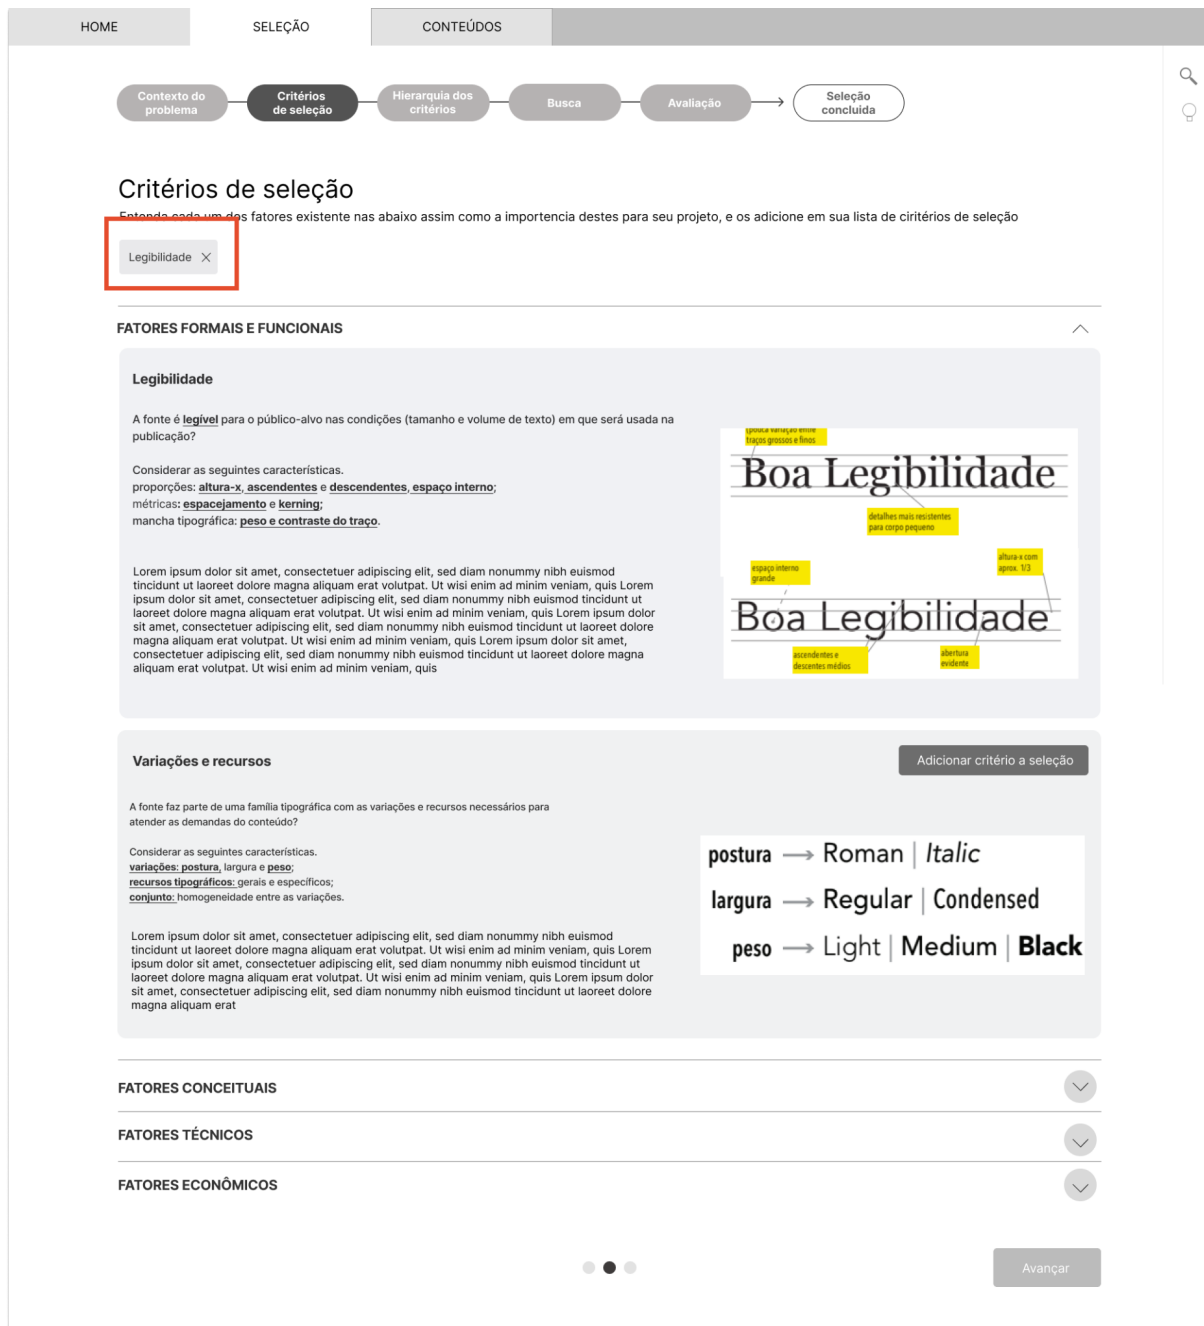 HOME SELEÇÃO CONTEÚDOS
Contexto do
problema
Critérios
de seleção
Hierarquia dos
critérios
Busca
Avaliação
Seleção
concluida
Critérios de seleção
Entenda cada um dos fatores existente nas abaixo assim como a importencia destes para seu projeto, e os adicione em sua lista de ciritérios de seleção
Legibilidade
FATORES FORMAIS E FUNCIONAIS
Legibilidade
A fonte é legível para o público-alvo nas condições (tamanho e volume de texto) em que será usada na
publicação?
Considerar as seguintes características.
proporções: altura-x, ascendentes e descendentes, espaço interno;
métricas: espacejamento e kerning;
mancha tipográfica: peso e contraste do traço.
Lorem ipsum dolor sit amet, consectetuer adipiscing elit, sed diam nonummy nibh euismod
tincidunt ut laoreet dolore magna aliquam erat volutpat. Ut wisi enim ad minim veniam, quis Lorem
ipsum dolor sit amet, consectetuer adipiscing elit, sed diam nonummy nibh euismod tincidunt ut
laoreet dolore magna aliquam erat volutpat. Ut wisi enim ad minim veniam, quis Lorem ipsum dolor
sit amet, consectetuer adipiscing elit, sed diam nonummy nibh euismod tincidunt ut laoreet dolore
magna aliquam erat volutpat. Ut wisi enim ad minim veniam, quis Lorem ipsum dolor sit amet,
consectetuer adipiscing elit, sed diam nonummy nibh euismod tincidunt ut laoreet dolore magna
aliquam erat volutpat. Ut wisi enim ad minim veniam, quis
(pouca variação entre
traços grossos e finos
Boa Legibilidade
detalhes mais resistentes
para corpo pequeno
altura-x com
aprox. 1/3
espaço interno
grande
Boa Legibilidade
ascendentes e
descentes médios
abertura
evidente
Variações e recursos
Adicionar critério a seleção
A fonte faz parte de uma família tipográfica com as variações e recursos necessários para
atender as demandas do conteúdo?
Considerar as seguintes características.
variações: postura, largura e peso;
recursos tipográficos: gerais e específicos;
conjunto: homogeneidade entre as variações.
Lorem ipsum dolor sit amet, consectetuer adipiscing elit, sed diam nonummy nibh euismod
tincidunt ut laoreet dolore magna aliquam erat volutpat. Ut wisi enim ad minim veniam, quis Lorem
ipsum dolor sit amet, consectetuer adipiscing elit, sed diam nonummy nibh euismod tincidunt ut
laoreet dolore magna aliquam erat volutpat. Ut wisi enim ad minim veniam, quis Lorem ipsum dolor
sit amet, consectetuer adipiscing elit, sed diam nonummy nibh euismod tincidunt ut laoreet dolore
magna aliquam erat
postura → Roman | Italic
largura → Regular | Condensed
peso → Light | Medium | Black
FATORES CONCEITUAIS
FATORES TÉCNICOS
FATORES ECONÔMICOS
Avançar